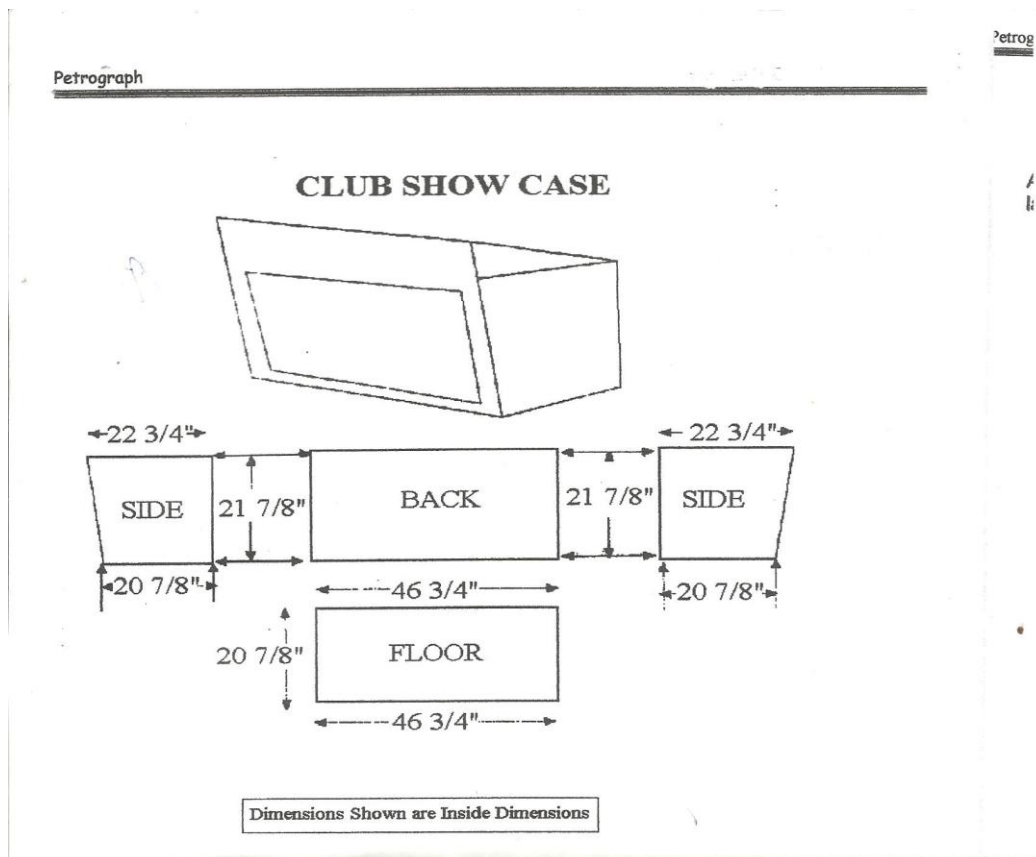 Petrograph
CLUB SHOW CASE
22 3/4"
22 3/4"
SIDE
21 7/8"
BACK
21 7/8"
SIDE
20 7/8"
46 3/4"
20 7/8"
20 7/8"
FLOOR
46 3/4"
Dimensions Shown are Inside Dimensions